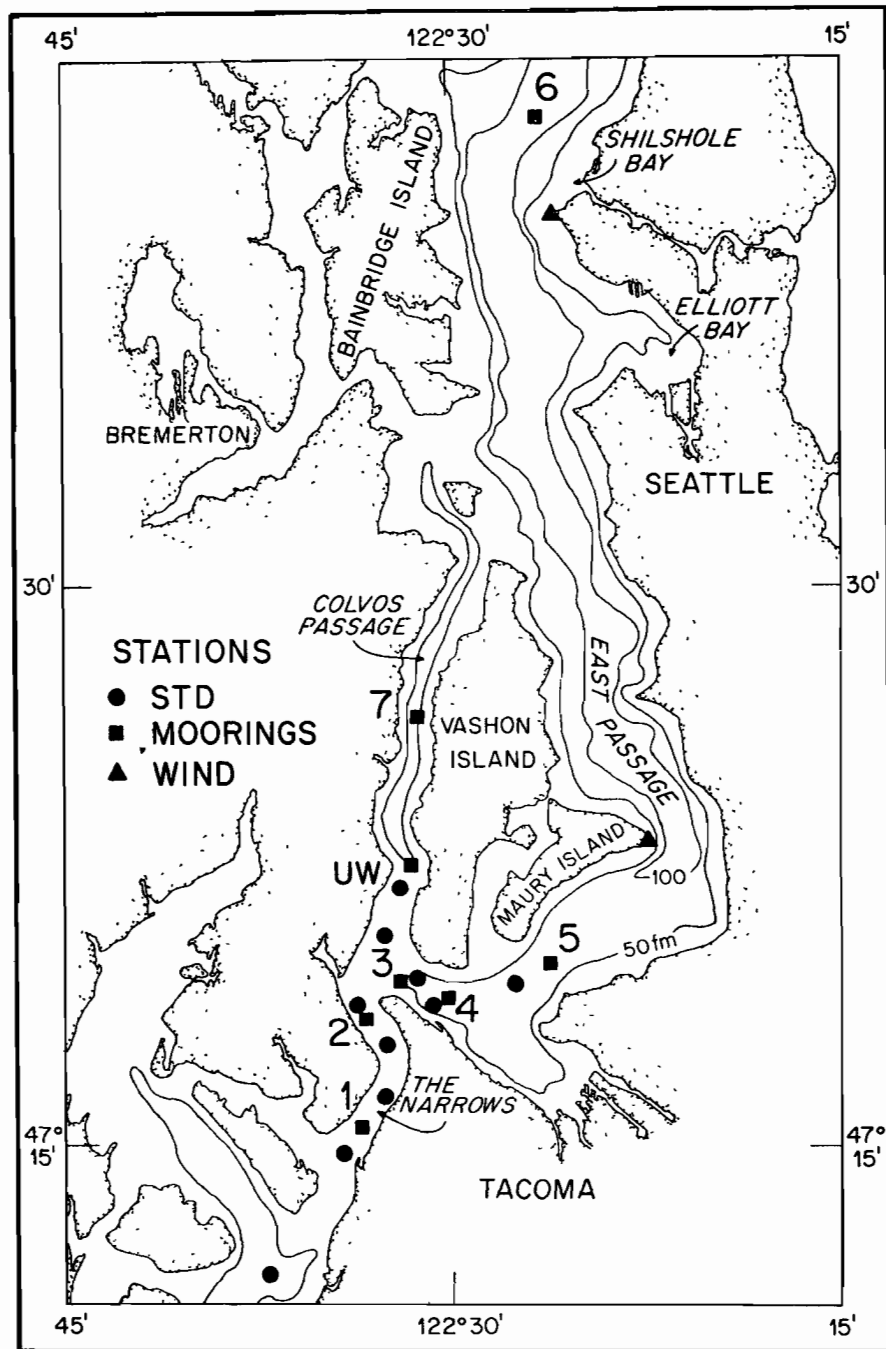 45'
122°30'
15'
6
SHILSHOLE
BAY
BAINBRIDGE ISLAND
ELLIOTT
BAY
BREMERTON
SEATTLE
30'
30'
COLVOS
PASSAGE
STATIONS
STD
MOORINGS
WIND
7
VASHON
ISLAND
EAST PASSAGE
UW
MAURY ISLAND
100
5
50 fm
3
4
2
THE
NARROWS
1
47°
15'
47°
15'
TACOMA
45'
122°30'
15'